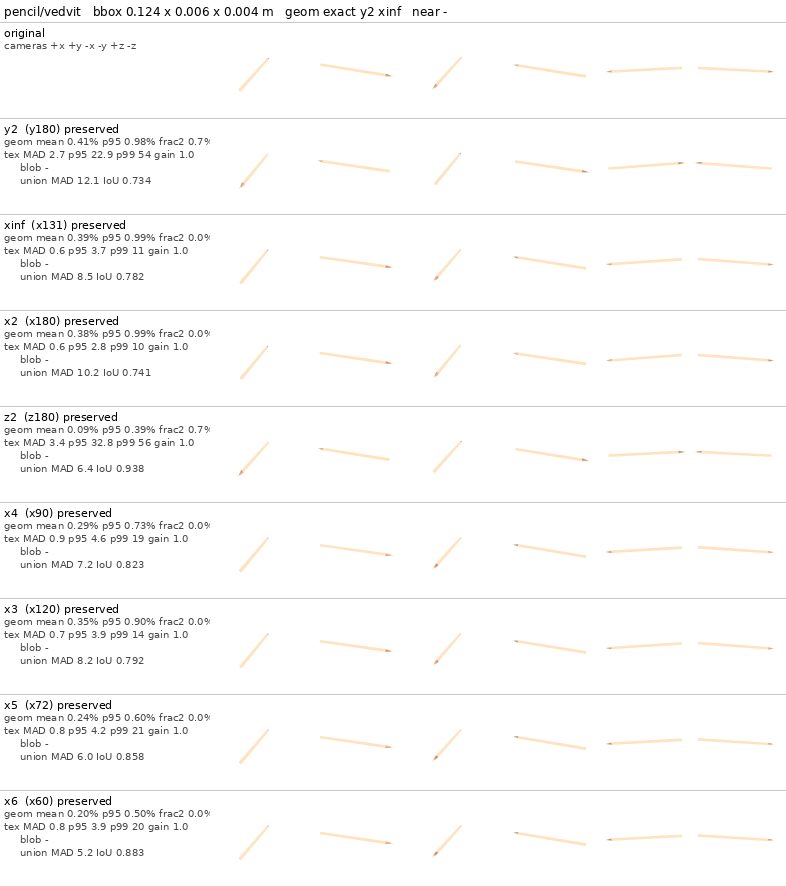 pencil/vedvit   bbox 0.124 x 0.006 x 0.004 m   geom exact y2 xinf   near -
original
cameras +x +y -x -y +z -z
y2  (y180) preserved
geom mean 0.41% p95 0.98% frac2 0.7%
tex MAD 2.7 p95 22.9 p99 54 gain 1.0
blob -
union MAD 12.1 IoU 0.734
xinf  (x131) preserved
geom mean 0.39% p95 0.99% frac2 0.0%
tex MAD 0.6 p95 3.7 p99 11 gain 1.0
blob -
union MAD 8.5 IoU 0.782
x2  (x180) preserved
geom mean 0.38% p95 0.99% frac2 0.0%
tex MAD 0.6 p95 2.8 p99 10 gain 1.0
blob -
union MAD 10.2 IoU 0.741
z2  (z180) preserved
geom mean 0.09% p95 0.39% frac2 0.7%
tex MAD 3.4 p95 32.8 p99 56 gain 1.0
blob -
union MAD 6.4 IoU 0.938
x4  (x90) preserved
geom mean 0.29% p95 0.73% frac2 0.0%
tex MAD 0.9 p95 4.6 p99 19 gain 1.0
blob -
union MAD 7.2 IoU 0.823
x3  (x120) preserved
geom mean 0.35% p95 0.90% frac2 0.0%
tex MAD 0.7 p95 3.9 p99 14 gain 1.0
blob -
union MAD 8.2 IoU 0.792
x5  (x72) preserved
geom mean 0.24% p95 0.60% frac2 0.0%
tex MAD 0.8 p95 4.2 p99 21 gain 1.0
blob -
union MAD 6.0 IoU 0.858
x6  (x60) preserved
geom mean 0.20% p95 0.50% frac2 0.0%
tex MAD 0.8 p95 3.9 p99 20 gain 1.0
blob -
union MAD 5.2 IoU 0.883